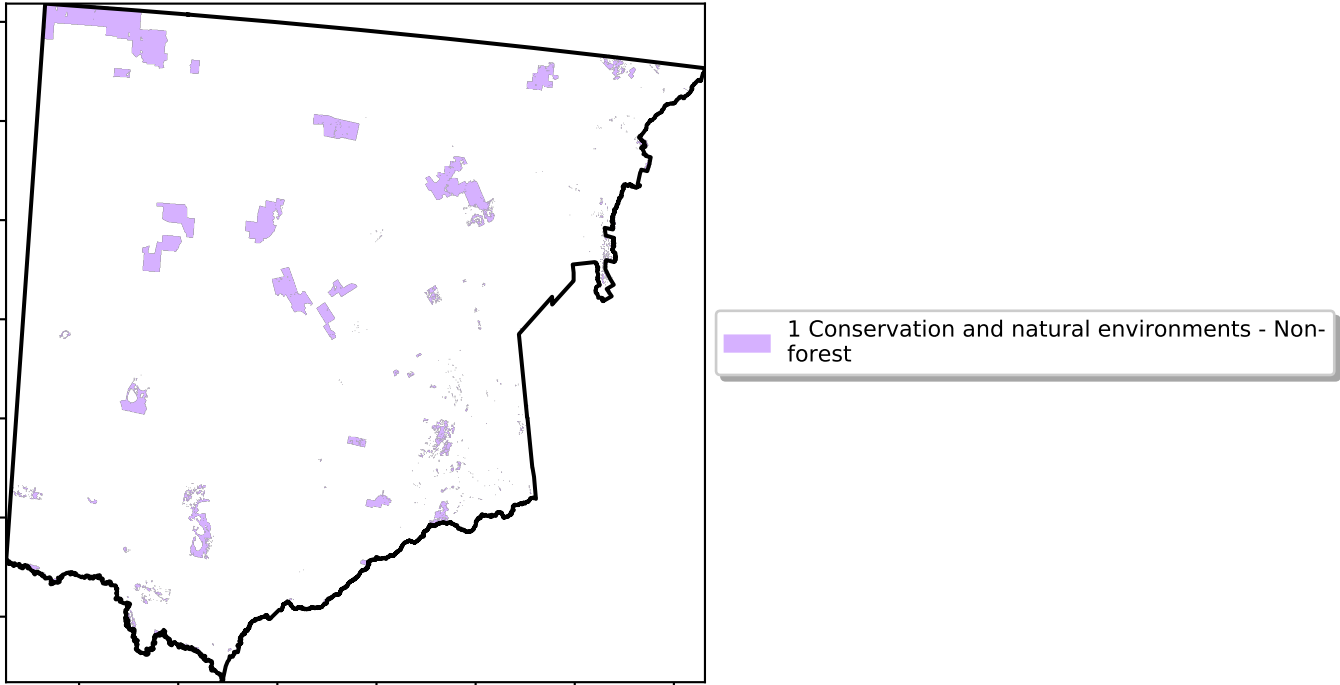 1 Conservation and natural environments - Non-
forest